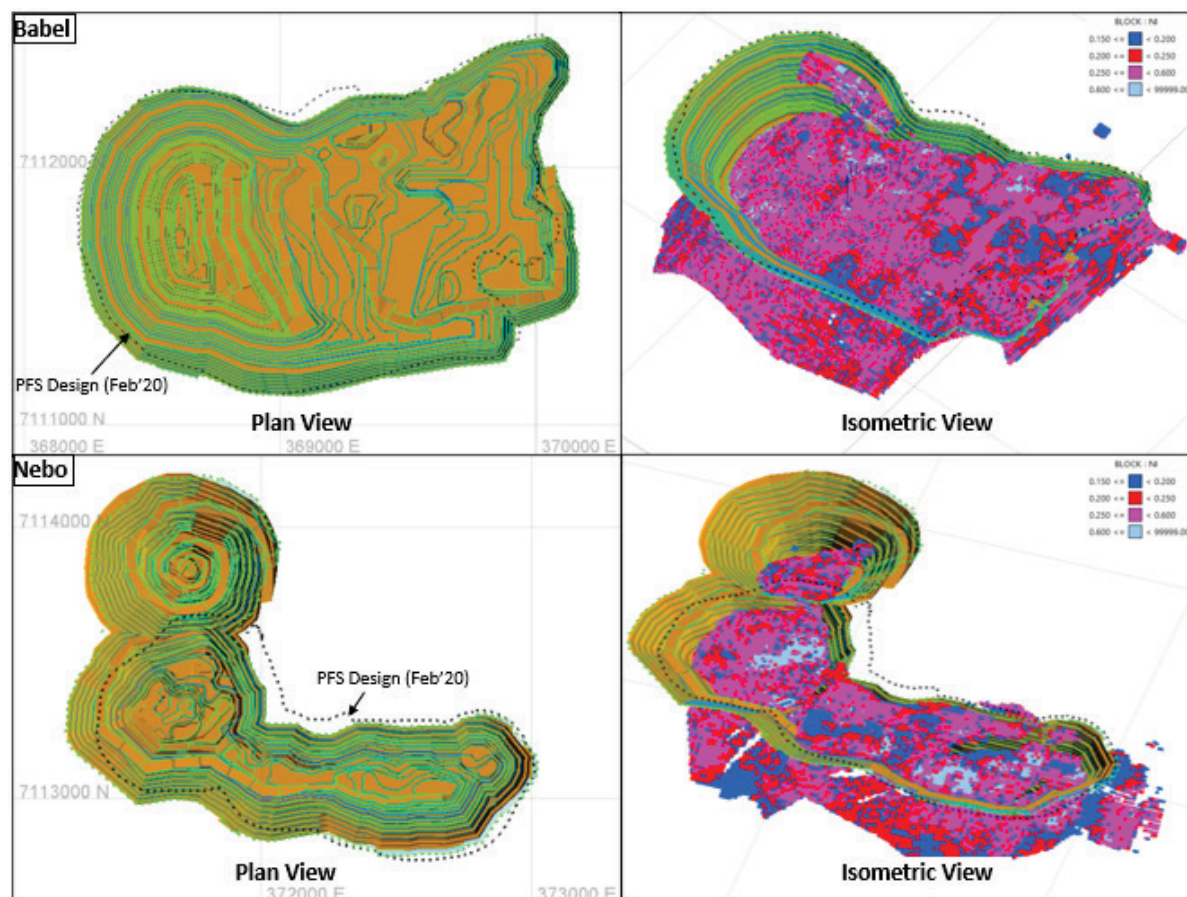 Babel
7112000 N
PFS Design (Feb'20)
7111000 N
368000 E
369000 E
370000 E
Plan View
BLOCK : NI
0.150 <= < 0.200
0.200 <= < 0.250
0.250 <= < 0.600
0.600 <= < 99999.00
Isometric View
Nebo
7114000 N
PFS Design (Feb'20)
7113000 N
Plan View
372000 E
373000 E
BLOCK : NI
0.150 <= < 0.200
0.200 <= < 0.250
0.250 <= < 0.600
0.600 <= < 99999.00
Isometric View